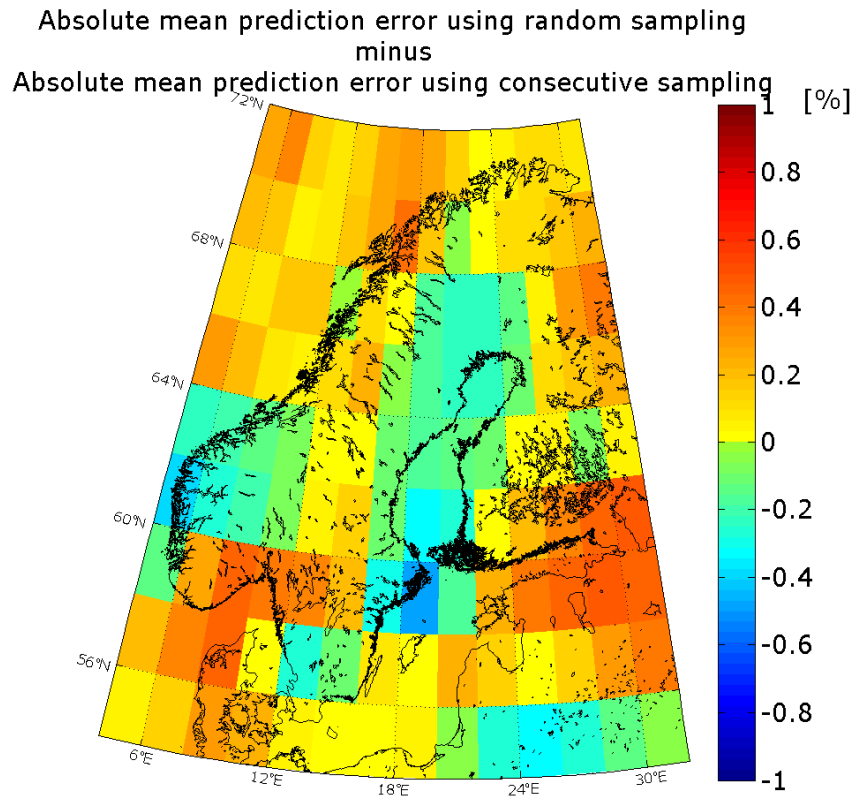 Absolute mean prediction error using random sampling
minus
Absolute mean prediction error using consecutive sampling
72°N
68°N
64°N
60°N
56°N
6°E
12°E
18°E
24°E
30°E
[%]
1
0.8
0.6
0.4
0.2
0
-0.2
-0.4
-0.6
-0.8
-1